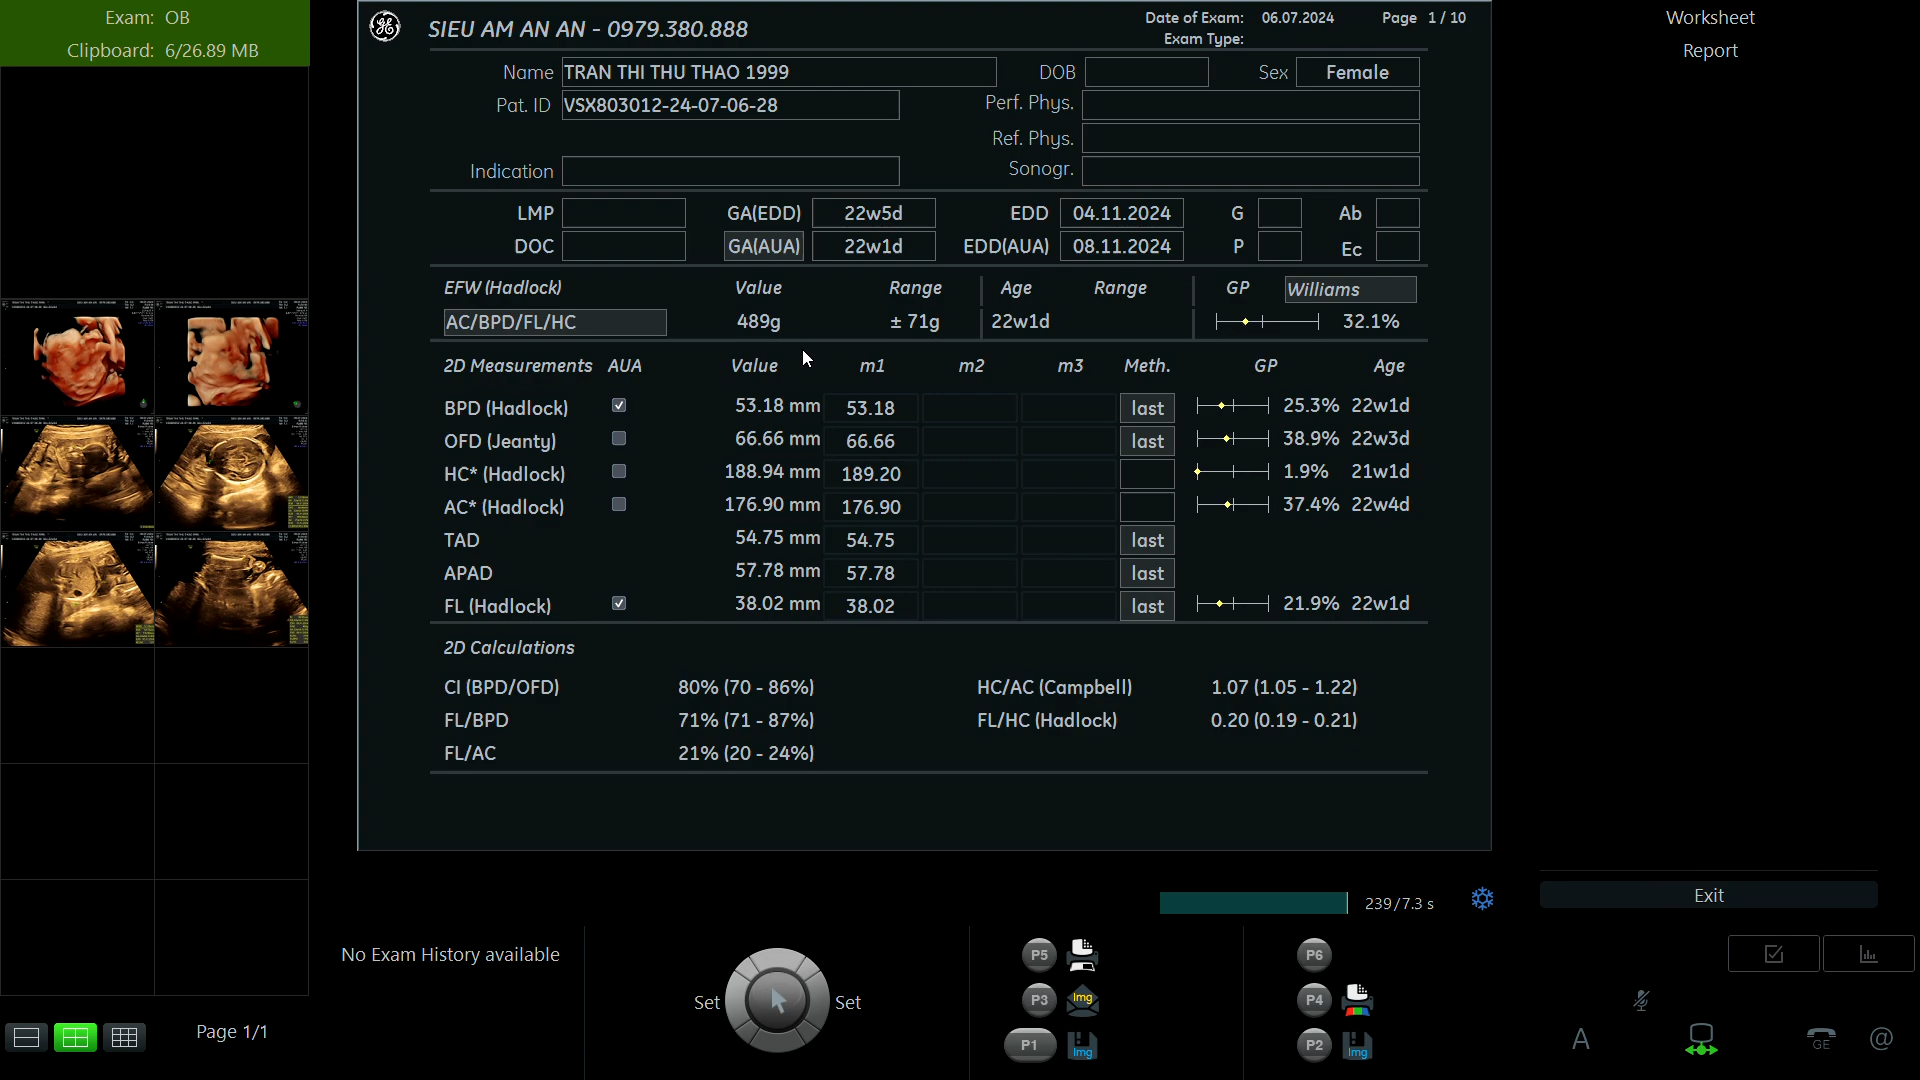 Exam: OB
Clipboard: 6/26.89 MB
SIEU AM AN AN - 0979.380.888
Date of Exam: 06.07.2024 Page 1 / 10
Exam Type:
Name TRAN THI THU THAO 1999 DOB Sex Female
Pat. ID VSX803012-24-07-06-28 Perf. Phys.
Ref. Phys.
Indication Sonogr.
LMP GA(EDD) 22w5d EDD 04.11.2024 G Ab
DOC GA(AUA) 22w1d EDD(AUA) 08.11.2024 P Ec
EFW (Hadlock) Value Range Age Range GP Williams
AC/BPD/FL/HC 489g ± 71g 22w1d 32.1%
2D Measurements AUA Value m1 m2 m3 Meth. GP Age
BPD (Hadlock) 53.18 mm 53.18 last 25.3% 22w1d
OFD (Jeanty) 66.66 mm 66.66 last 38.9% 22w3d
HC* (Hadlock) 188.94 mm 189.20 1.9% 21w1d
AC* (Hadlock) 176.90 mm 176.90 37.4% 22w4d
TAD 54.75 mm 54.75 last
APAD 57.78 mm 57.78 last
FL (Hadlock) 38.02 mm 38.02 last 21.9% 22w1d
2D Calculations
CI (BPD/OFD) 80% (70 - 86%) HC/AC (Campbell) 1.07 (1.05 - 1.22)
FL/BPD 71% (71 - 87%) FL/HC (Hadlock) 0.20 (0.19 - 0.21)
FL/AC 21% (20 - 24%)
Worksheet
Report
239/7.3 s
Exit
No Exam History available
Set Set
P5 P6
P3 Img P4
P1 Img P2 Img
Page 1/1
A GE @